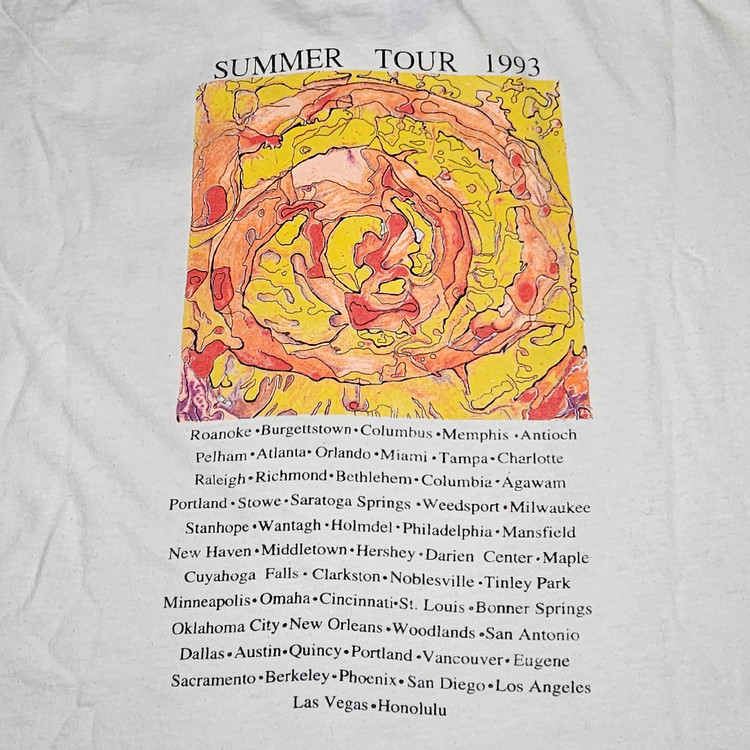 SUMMER TOUR 1993
Roanoke•Burgettstown•Columbus•Memphis•Antioch
Pelham•Atlanta•Orlando•Miami•Tampa•Charlotte
Raleigh•Richmond•Bethlehem•Columbia•Agawam
Portland•Stowe•Saratoga Springs•Weedsport•Milwaukee
Stanhope•Wantagh•Holmdel•Philadelphia•Mansfield
New Haven•Middletown•Hershey•Darien Center•Maple
Cuyahoga Falls•Clarkston•Noblesville•Tinley Park
Minneapolis•Omaha•Cincinnati•St. Louis•Bonner Springs
Oklahoma City•New Orleans•Woodlands•San Antonio
Dallas•Austin•Quincy•Portland•Vancouver•Eugene
Sacramento•Berkeley•Phoenix•San Diego•Los Angeles
Las Vegas•Honolulu